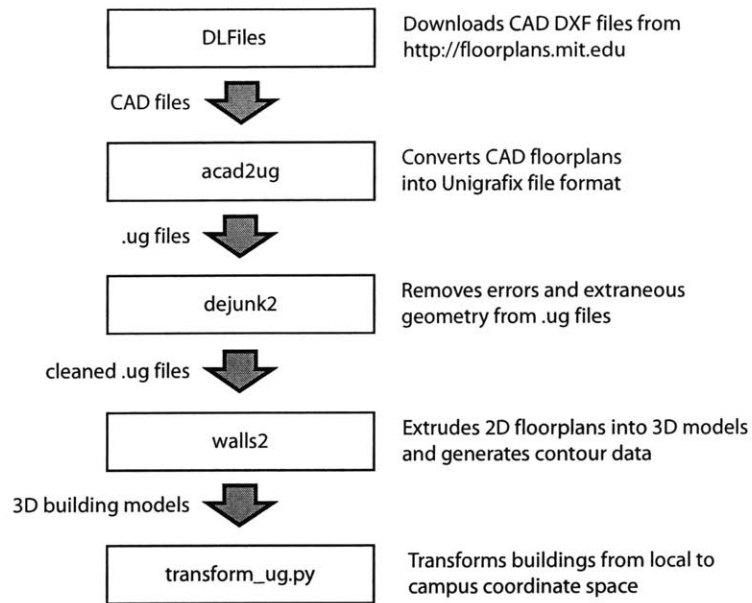 DLFiles
Downloads CAD DXF files from
http://floorplans.mit.edu
CAD files
acad2ug
Converts CAD floorplans
into Unigrafix file format
.ug files
dejunk2
Removes errors and extraneous
geometry from .ug files
cleaned .ug files
walls2
Extrudes 2D floorplans into 3D models
and generates contour data
3D building models
transform_ug.py
Transforms buildings from local to
campus coordinate space